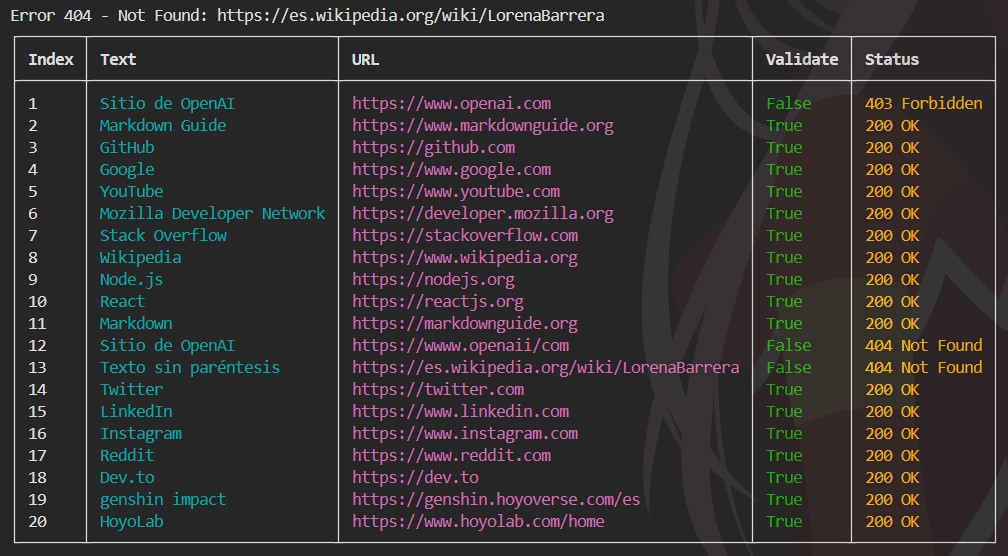 Error 404 - Not Found: https://es.wikipedia.org/wiki/LorenaBarrera
Index Text URL Validate Status
1 Sitio de OpenAI https://www.openai.com False 403 Forbidden
2 Markdown Guide https://www.markdownguide.org True 200 OK
3 GitHub https://github.com True 200 OK
4 Google https://www.google.com True 200 OK
5 YouTube https://www.youtube.com True 200 OK
6 Mozilla Developer Network https://developer.mozilla.org True 200 OK
7 Stack Overflow https://stackoverflow.com True 200 OK
8 Wikipedia https://www.wikipedia.org True 200 OK
9 Node.js https://nodejs.org True 200 OK
10 React https://reactjs.org True 200 OK
11 Markdown https://markdownguide.org True 200 OK
12 Sitio de OpenAI https://wwww.openaii/com False 404 Not Found
13 Texto sin paréntesis https://es.wikipedia.org/wiki/LorenaBarrera False 404 Not Found
14 Twitter https://twitter.com True 200 OK
15 LinkedIn https://www.linkedin.com True 200 OK
16 Instagram https://www.instagram.com True 200 OK
17 Reddit https://www.reddit.com True 200 OK
18 Dev.to https://dev.to True 200 OK
19 genshin impact https://genshin.hoyoverse.com/es True 200 OK
20 HoyoLab https://www.hoyolab.com/home True 200 OK